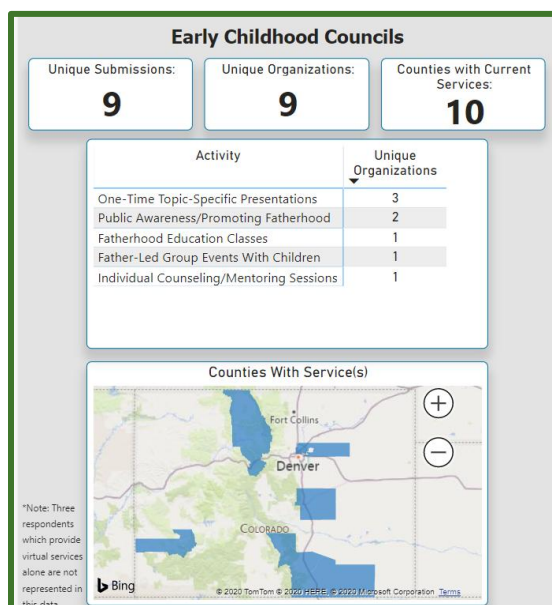 Early Childhood Councils
Unique Submissions:
9
Unique Organizations:
9
Counties with Current
Services:
10
Activity
Unique
Organizations
One-Time Topic-Specific Presentations 3
Public Awareness/Promoting Fatherhood 2
Fatherhood Education Classes 1
Father-Led Group Events With Children 1
Individual Counseling/Mentoring Sessions 1
Counties With Service(s)
Fort Collins
Denver
COLORADO
*Note: Three
respondents
which provide
virtual services
alone are not
represented in
this data
Bing
© 2020 TomTom © 2020 HERE, © 2020 Microsoft Corporation Terms